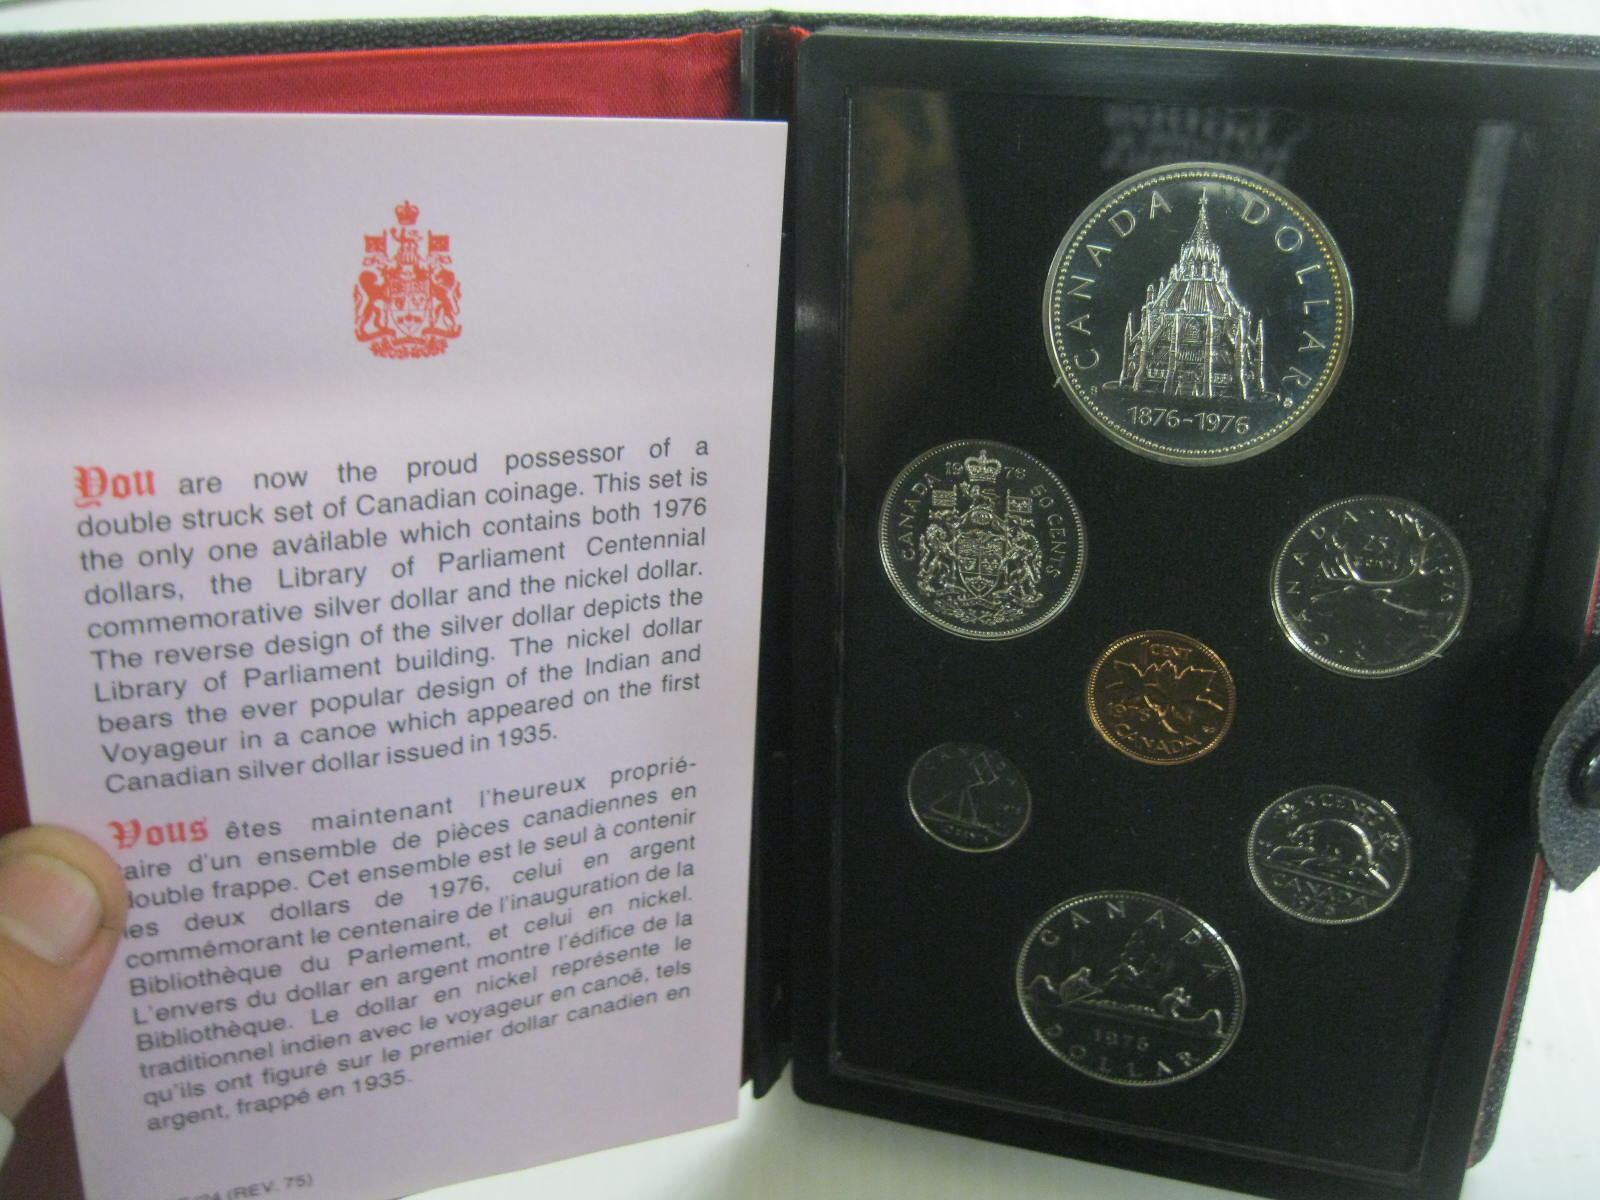 You are now the proud possessor of a
double struck set of Canadian coinage. This set is
the only one available which contains both 1976
dollars, the Library of Parliament Centennial
commemorative silver dollar and the nickel dollar.
The reverse design of the silver dollar depicts the
Library of Parliament building. The nickel dollar
bears the ever popular design of the Indian and
Voyageur in a canoe which appeared on the first
Canadian silver dollar issued in 1935.
Vous êtes maintenant l'heureux proprié-
taire d'un ensemble de pièces canadiennes en
double frappe. Cet ensemble est le seul à contenir
les deux dollars de 1976, celui en argent
commémorant le centenaire de l'inauguration de la
Bibliothèque du Parlement, et celui en nickel.
L'envers du dollar en argent montre l'édifice de la
Bibliothèque. Le dollar en nickel représente le
traditionnel indien avec le voyageur en canoë, tels
qu'ils ont figuré sur le premier dollar canadien en
argent, frappé en 1935.
(REV. 75)
CANADA DOLLAR
1876-1976
CANADA 1976 50 CENTS
CANADA 25 CENTS 1976
1 CENT
1976
CANADA
CANADA
CENTS
5 CENTS
CANADA
1976
CANADA
1976
DOLLAR